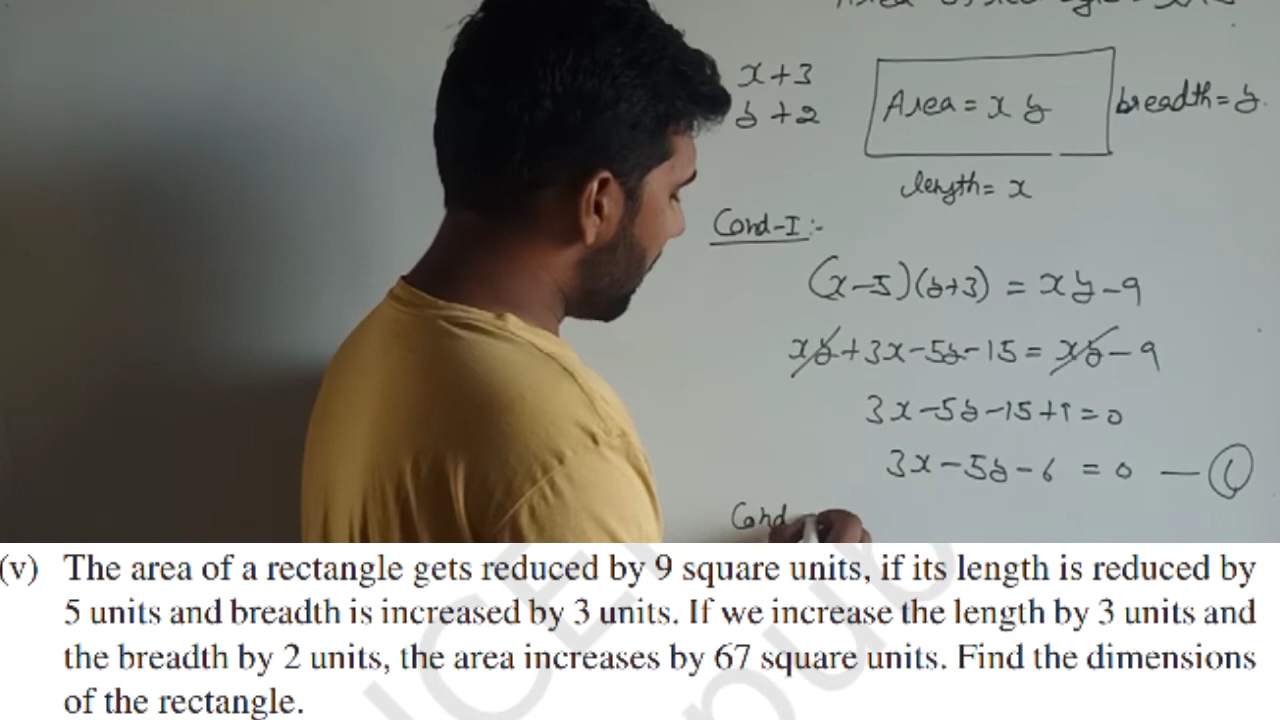 x+3
y+2
Area = x y
breadth = y.
length = x
Cond-I :-
(x-5)(y+3) = xy-9
xy+3x-5y-15 = xy-9
3x-5y-15+9=0
3x-5y-6 = 0 — 1
Cond
(v) The area of a rectangle gets reduced by 9 square units, if its length is reduced by
5 units and breadth is increased by 3 units. If we increase the length by 3 units and
the breadth by 2 units, the area increases by 67 square units. Find the dimensions
of the rectangle.